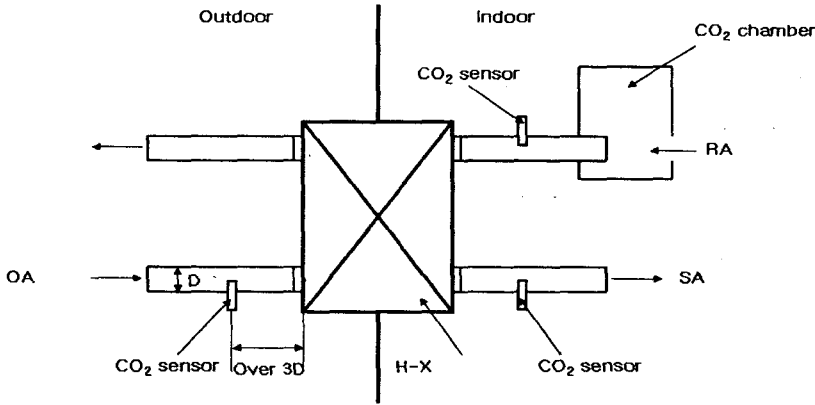 Outdoor
Indoor
CO₂ chamber
CO₂ sensor
RA
OA
D
SA
CO₂ sensor
Over 3D
H-X
CO₂ sensor